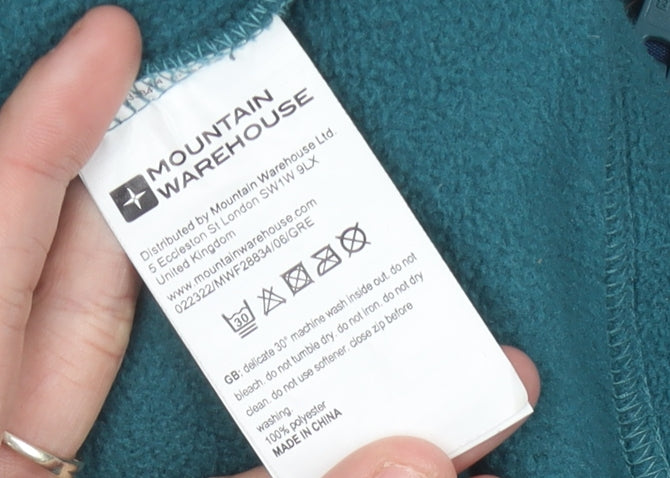 MOUNTAIN
WAREHOUSE
Distributed by Mountain Warehouse Ltd.
5 Eccleston St London SW1W 9LX
United Kingdom
www.mountainwarehouse.com
022322/MWF28834/06/GRE
30
GB: delicate 30° machine wash inside out. do not
bleach. do not tumble dry. do not iron. do not dry
clean. do not use softener. close zip before
washing.
100% polyester
MADE IN CHINA